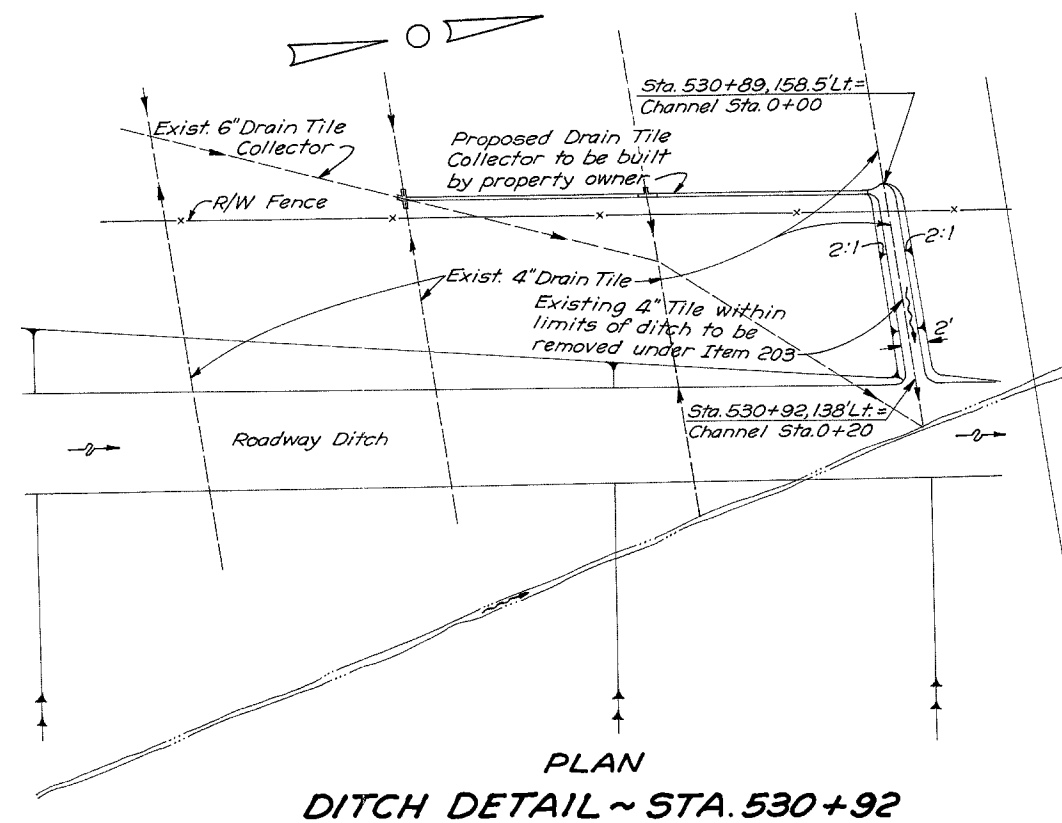 Sta. 530+89, 158.5'Lt.=
Channel Sta. 0+00
Exist. 6" Drain Tile
Collector
Proposed Drain Tile
Collector to be built
by property owner
R/W Fence
2:1
2:1
Exist. 4" Drain Tile
Existing 4" Tile within
limits of ditch to be
removed under Item 203
2'
Sta. 530+92, 138'Lt.=
Channel Sta. 0+20
Roadway Ditch
PLAN
DITCH DETAIL ~ STA. 530+92